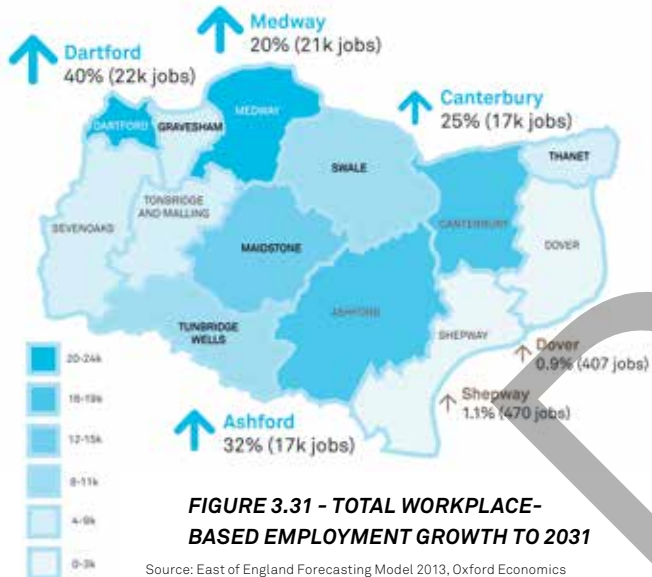 Medway
20% (21k jobs)
Dartford
40% (22k jobs)
Canterbury
25% (17k jobs)
MEDWAY
DARTFORD
GRAVESHAM
THANET
SWALE
TONBRIDGE
AND MALLING
SEVENOAKS
CANTERBURY
MAIDSTONE
DOVER
ASHFORD
TUNBRIDGE
WELLS
SHEPWAY
Dover
0.9% (407 jobs)
Shepway
1.1% (470 jobs)
Ashford
32% (17k jobs)
20-24k
16-19k
12-15k
8-11k
4-8k
0-3k
FIGURE 3.31 - TOTAL WORKPLACE-
BASED EMPLOYMENT GROWTH TO 2031
Source: East of England Forecasting Model 2013, Oxford Economics